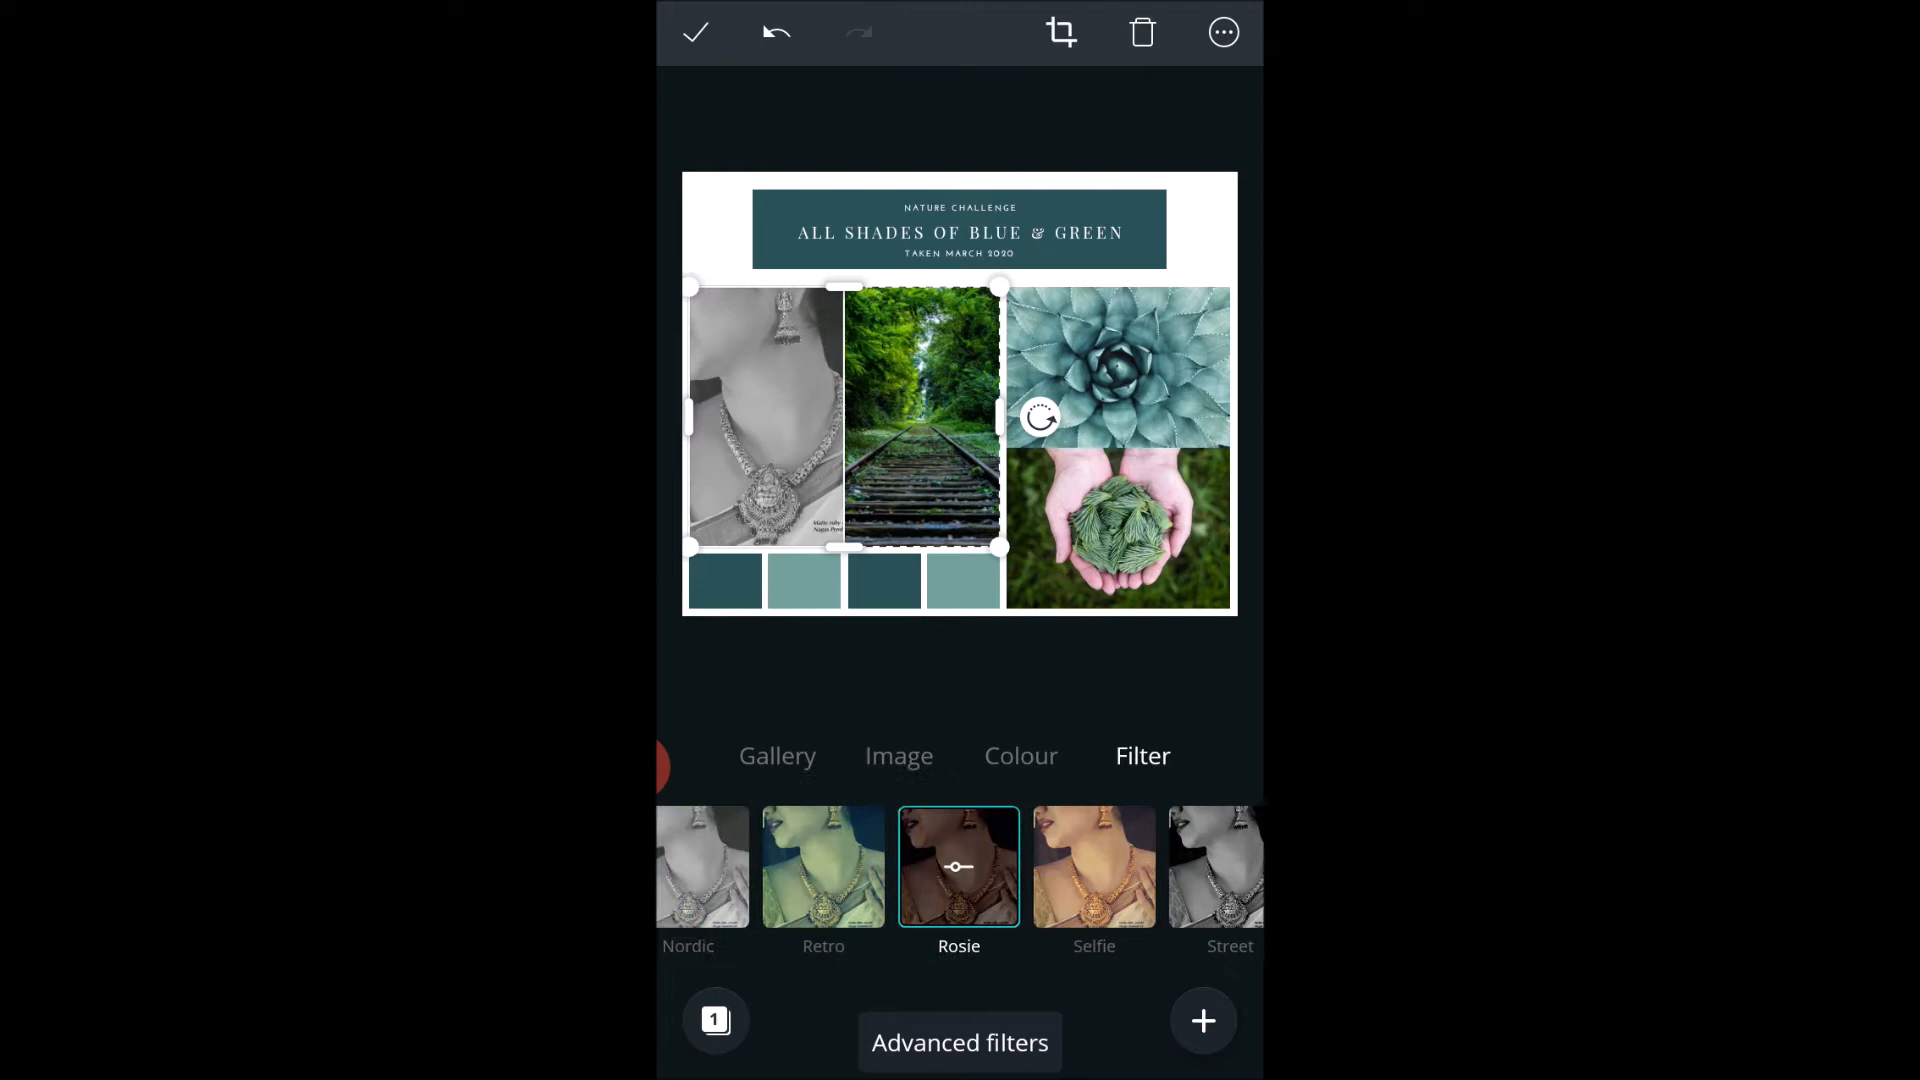 NATURE CHALLENGE
ALL SHADES OF BLUE & GREEN
TAKEN MARCH 2020
Gallery Image Colour Filter
Nordic Retro Rosie Selfie Street
1
Advanced filters